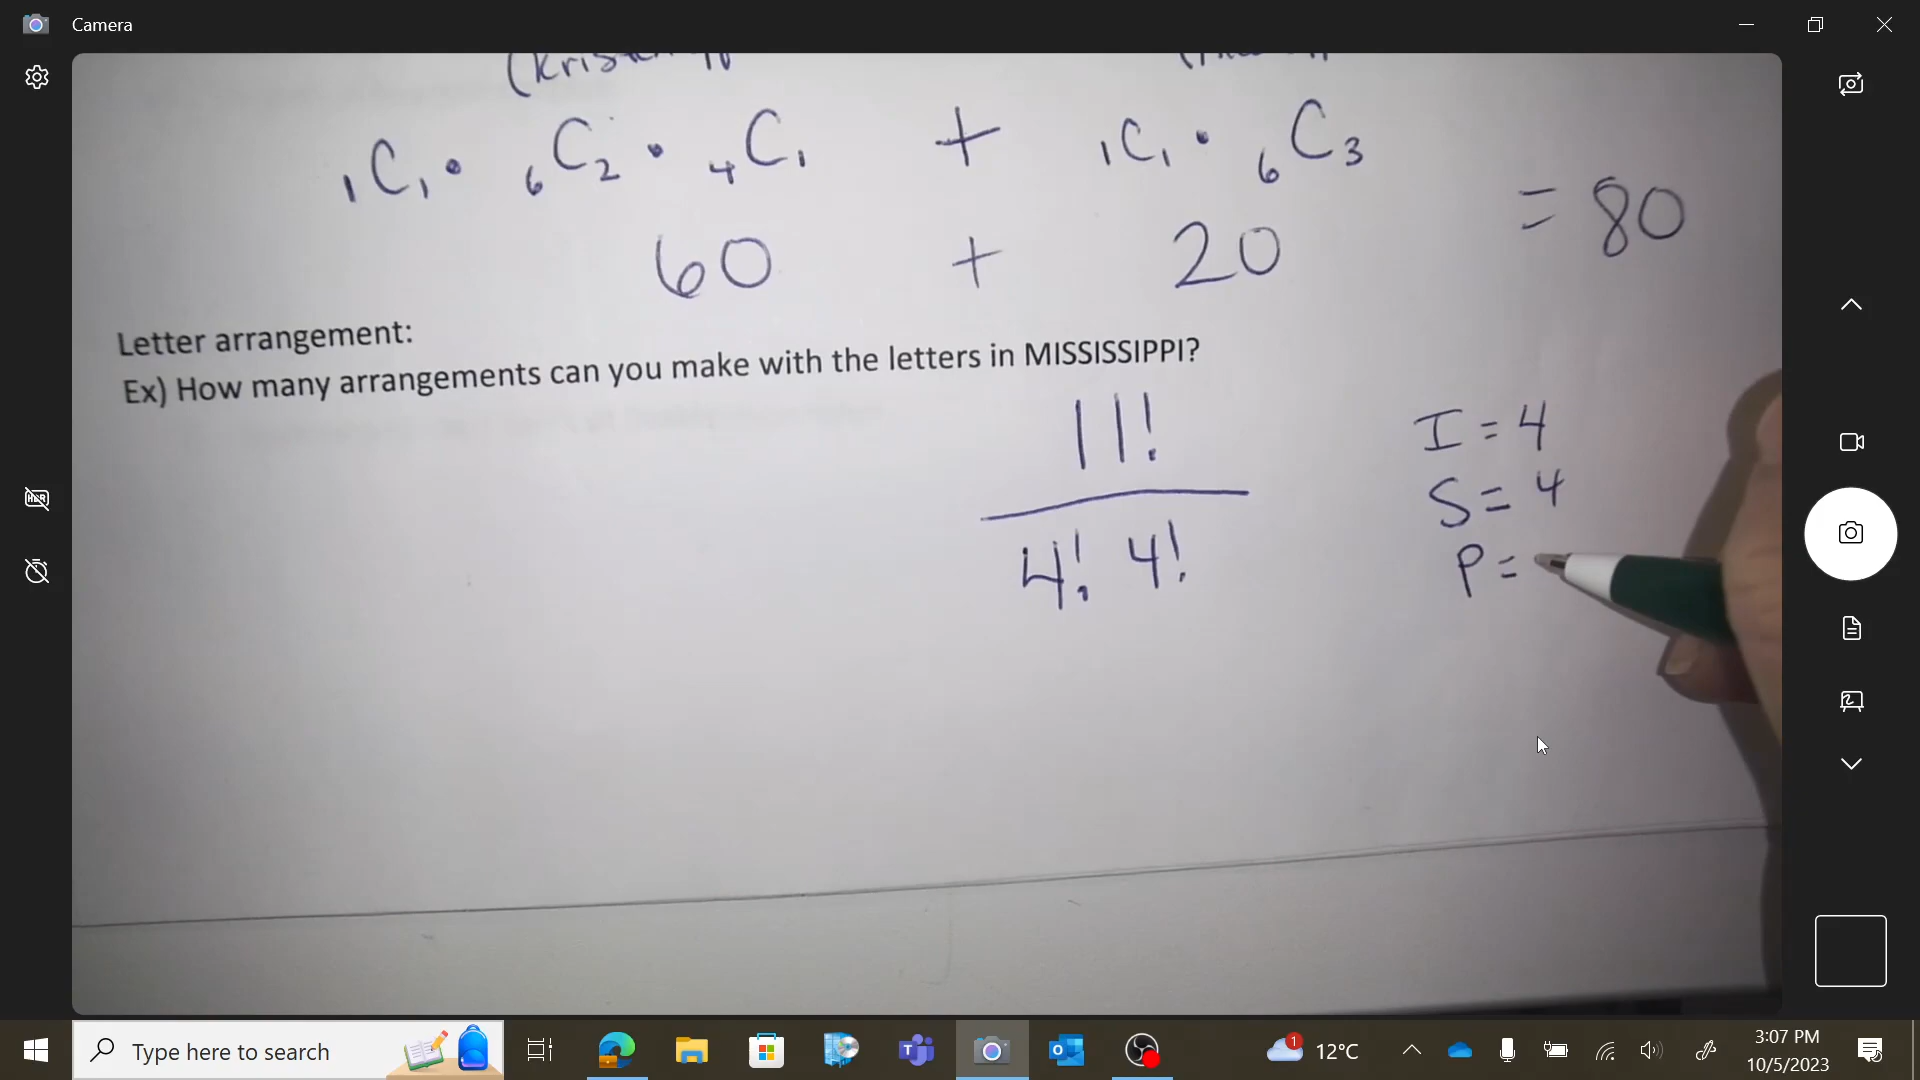 Camera
₁C₁ • ₆C₂ • ₄C₁ + ₁C₁ • ₆C₃
60 + 20 = 80
Letter arrangement:
Ex) How many arrangements can you make with the letters in MISSISSIPPI?
11!
4! 4!
I = 4
S = 4
P =
Type here to search
1
12°C
3:07 PM
10/5/2023